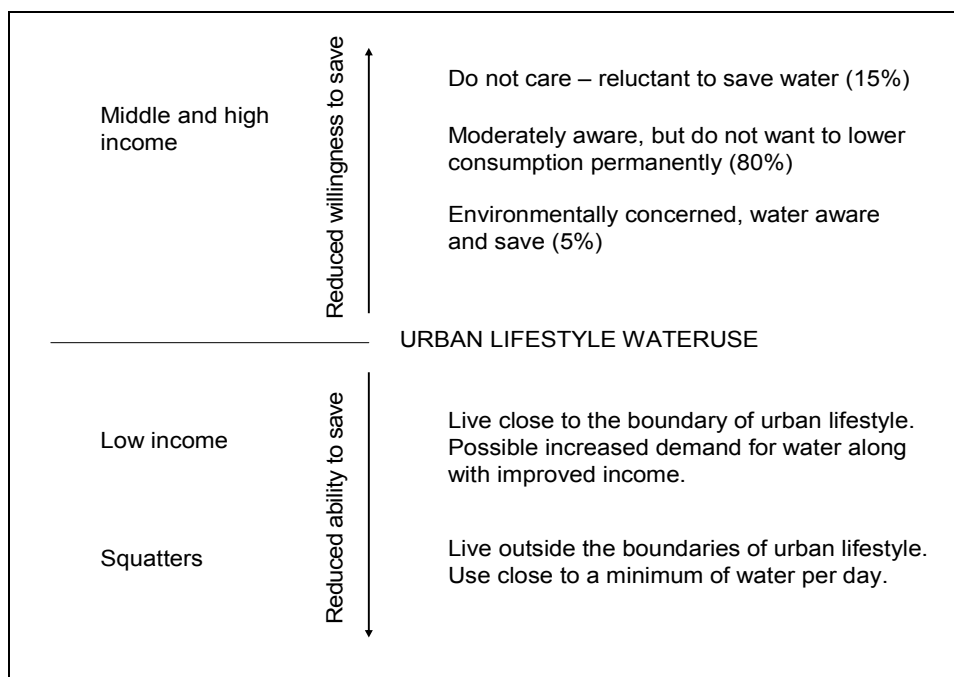 Reduced willingness to save
Middle and high
income
Do not care – reluctant to save water (15%)
Moderately aware, but do not want to lower
consumption permanently (80%)
Environmentally concerned, water aware
and save (5%)
URBAN LIFESTYLE WATERUSE
Reduced ability to save
Low income
Live close to the boundary of urban lifestyle.
Possible increased demand for water along
with improved income.
Squatters
Live outside the boundaries of urban lifestyle.
Use close to a minimum of water per day.